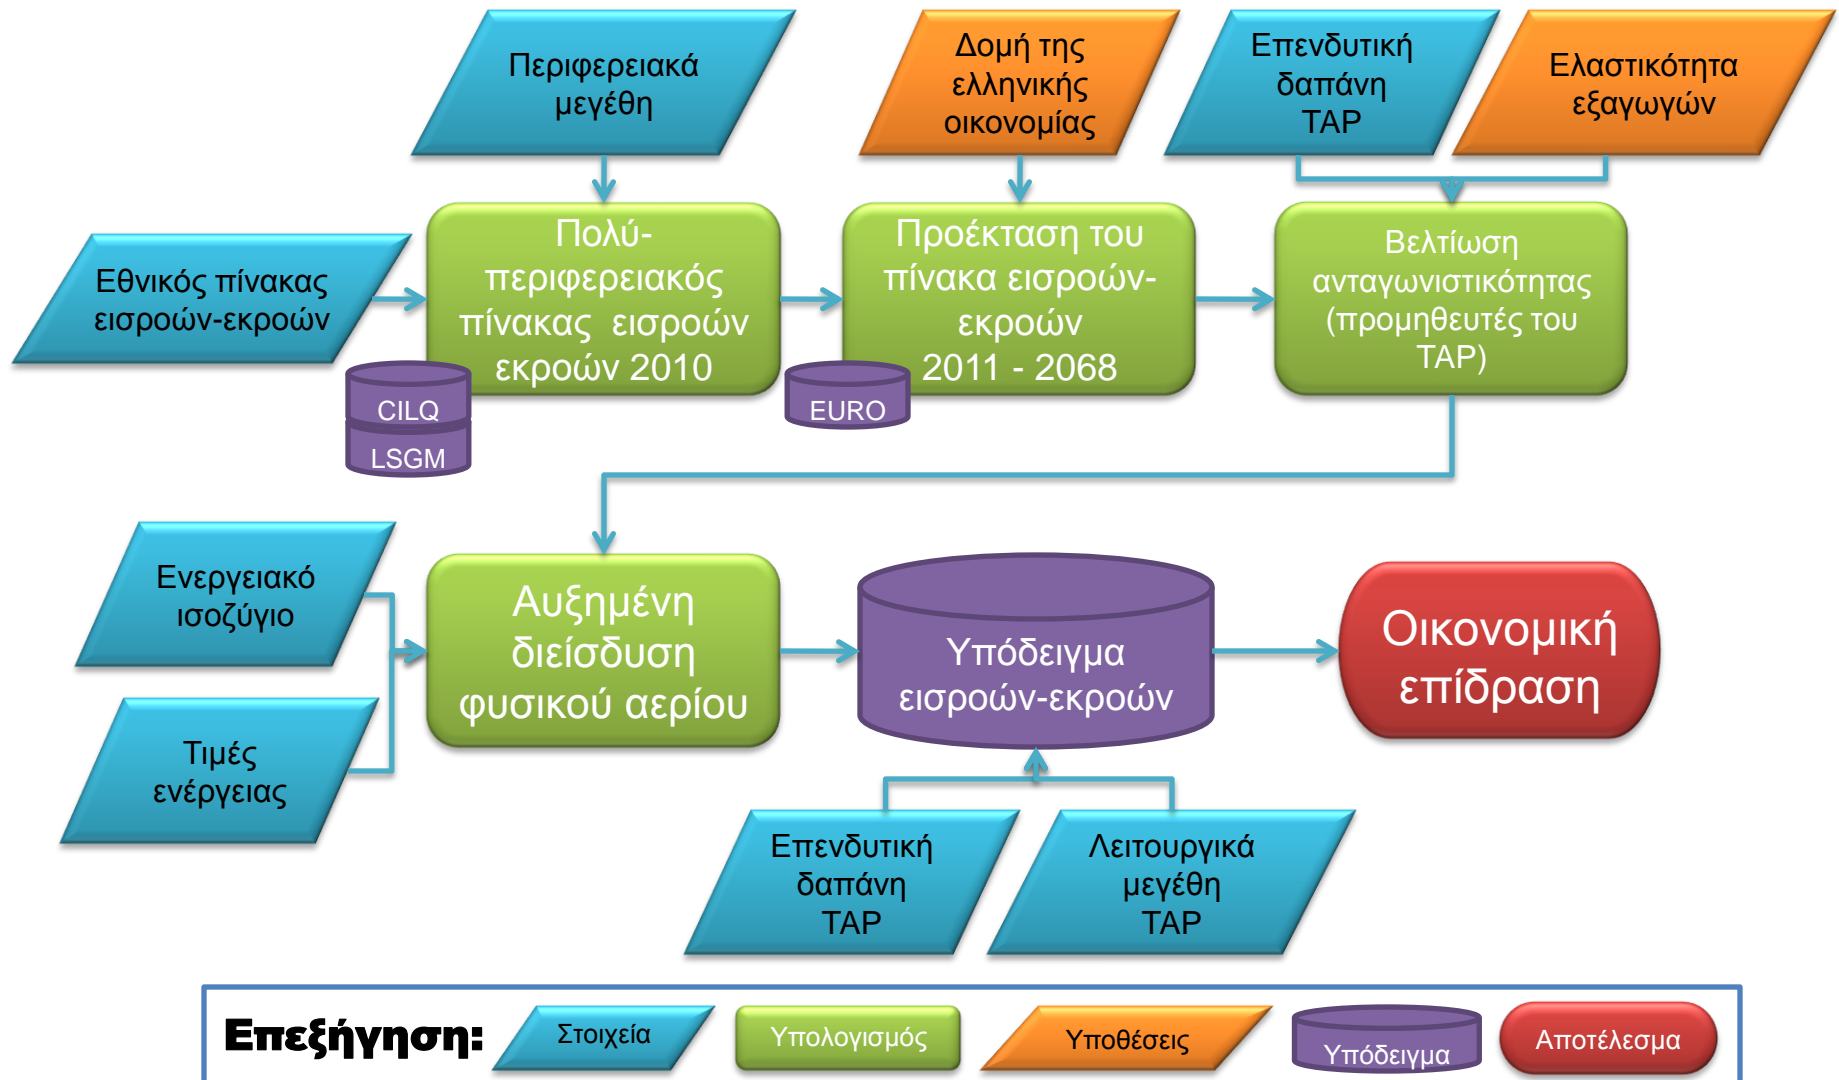 Περιφερειακά
μεγέθη
Δομή της
ελληνικής
οικονομίας
Επενδυτική
δαπάνη
TAP
Ελαστικότητα
εξαγωγών
Εθνικός πίνακας
εισροών-εκροών
Πολύ-
περιφερειακός
πίνακας εισροών
εκροών 2010
CILQ
LSGM
Προέκταση του
πίνακα εισροών-
εκροών
2011 - 2068
EURO
Βελτίωση
ανταγωνιστικότητας
(προμηθευτές του
TAP)
Ενεργειακό
ισοζύγιο
Τιμές
ενέργειας
Αυξημένη
διείσδυση
φυσικού αερίου
Υπόδειγμα
εισροών-εκροών
Οικονομική
επίδραση
Επενδυτική
δαπάνη
TAP
Λειτουργικά
μεγέθη
TAP
Επεξήγηση:
Στοιχεία
Υπολογισμός
Υποθέσεις
Υπόδειγμα
Αποτέλεσμα